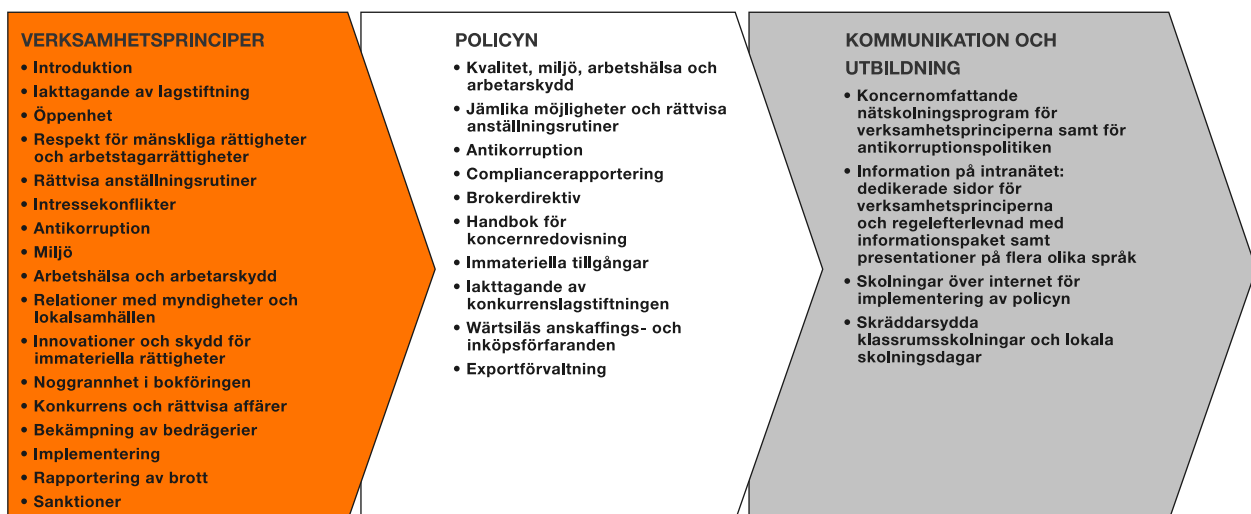 VERKSAMHETSPRINCIPER
• Introduktion
• Iakttagande av lagstiftning
• Öppenhet
• Respekt för mänskliga rättigheter
och arbetstagarrättigheter
• Rättvisa anställningsrutiner
• Intressekonflikter
• Antikorruption
• Miljö
• Arbetshälsa och arbetarskydd
• Relationer med myndigheter och
lokalsamhällen
• Innovationer och skydd för
immateriella rättigheter
• Noggrannhet i bokföringen
• Konkurrens och rättvisa affärer
• Bekämpning av bedrägerier
• Implementering
• Rapportering av brott
• Sanktioner
POLICYN
• Kvalitet, miljö, arbetshälsa och
arbetarskydd
• Jämlika möjligheter och rättvisa
anställningsrutiner
• Antikorruption
• Compliancerapportering
• Brokerdirektiv
• Handbok för
koncernredovisning
• Immateriella tillgångar
• Iakttagande av
konkurrenslagstiftningen
• Wärtsiläs anskaffings- och
inköpsförfaranden
• Exportförvaltning
KOMMUNIKATION OCH
UTBILDNING
• Koncernomfattande
nätskolningsprogram för
verksamhetsprinciperna samt för
antikorruptionspolitiken
• Information på intranätet:
dedikerade sidor för
verksamhetsprinciperna
och regelefterlevnad med
informationspaket samt
presentationer på flera olika språk
• Skolningar över internet för
implementering av policyn
• Skräddarsydda
klassrumsskolningar och lokala
skolningsdagar